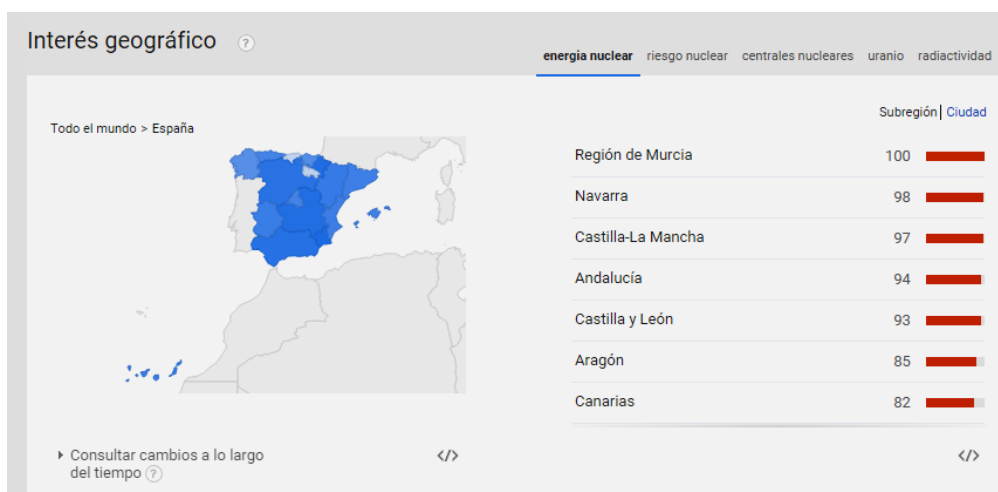 Interés geográfico ?
energia nuclear riesgo nuclear centrales nucleares uranio radiactividad
Subregión | Ciudad
Todo el mundo > España
Región de Murcia 100
Navarra 98
Castilla-La Mancha 97
Andalucía 94
Castilla y León 93
Aragón 85
Canarias 82
Consultar cambios a lo largo
del tiempo ?
</>
</>